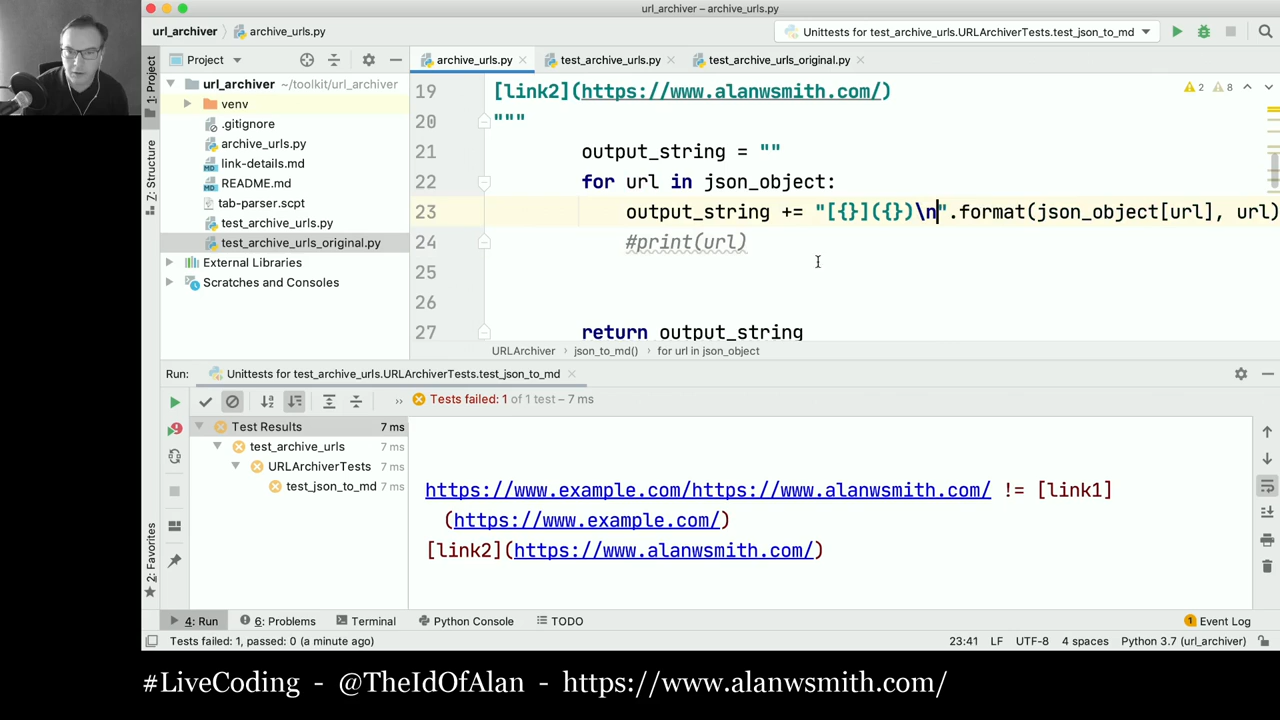 url_archiver – archive_urls.py
url_archiver
archive_urls.py
Unittests for test_archive_urls.URLArchiverTests.test_json_to_md
1: Project
Z: Structure
2: Favorites
Project
url_archiver ~/toolkit/url_archiver
venv
.gitignore
archive_urls.py
link-details.md
README.md
tab-parser.scpt
test_archive_urls.py
test_archive_urls_original.py
External Libraries
Scratches and Consoles
archive_urls.py
test_archive_urls.py
test_archive_urls_original.py
2 8
19 [link2](https://www.alanwsmith.com/)
20 """
21 output_string = ""
22 for url in json_object:
23 output_string += "[{}]({})\n".format(json_object[url], url)
24 #print(url)
25
26
27 return output_string
URLArchiver json_to_md() for url in json_object
Run: Unittests for test_archive_urls.URLArchiverTests.test_json_to_md
Tests failed: 1 of 1 test – 7 ms
Test Results 7 ms
test_archive_urls 7 ms
URLArchiverTests 7 ms
test_json_to_md 7 ms
https://www.example.com/https://www.alanwsmith.com/ != [link1]
(https://www.example.com/)
[link2](https://www.alanwsmith.com/)
4: Run 6: Problems Terminal Python Console TODO 1 Event Log
Tests failed: 1, passed: 0 (a minute ago) 23:41 LF UTF-8 4 spaces Python 3.7 (url_archiver)
#LiveCoding - @TheIdOfAlan - https://www.alanwsmith.com/